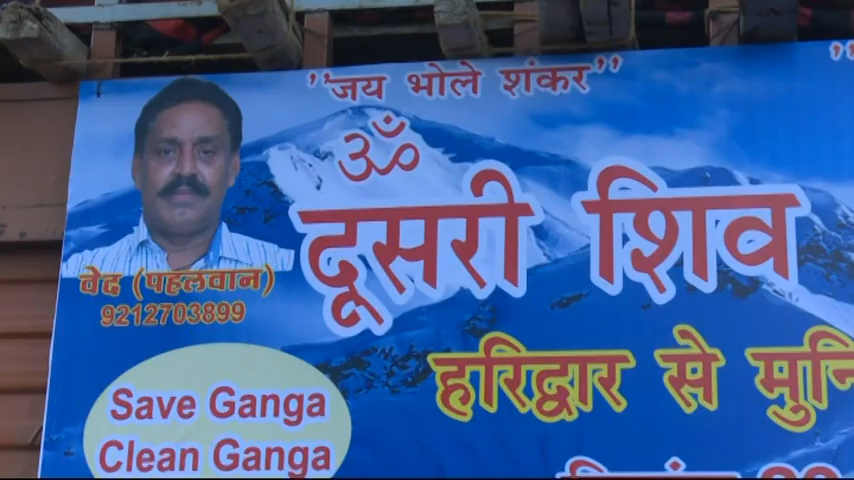 "जय भोले शंकर"
ॐ
दूसरी शिव
वेद (पहलवान)
9212703899
हरिद्वार से
Save Ganga
Clean Ganga